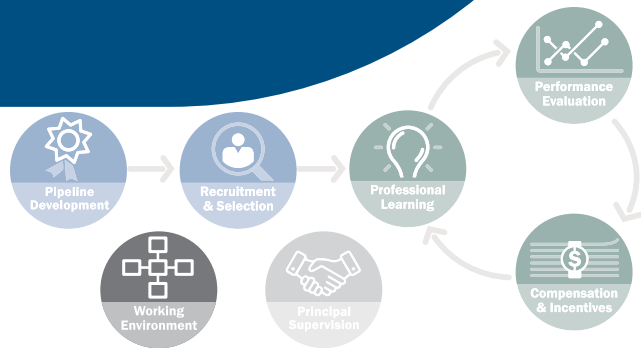 Performance
Evaluation
Pipeline
Development
Recruitment
& Selection
Professional
Learning
Compensation
& Incentives
$
Working
Environment
Principal
Supervision